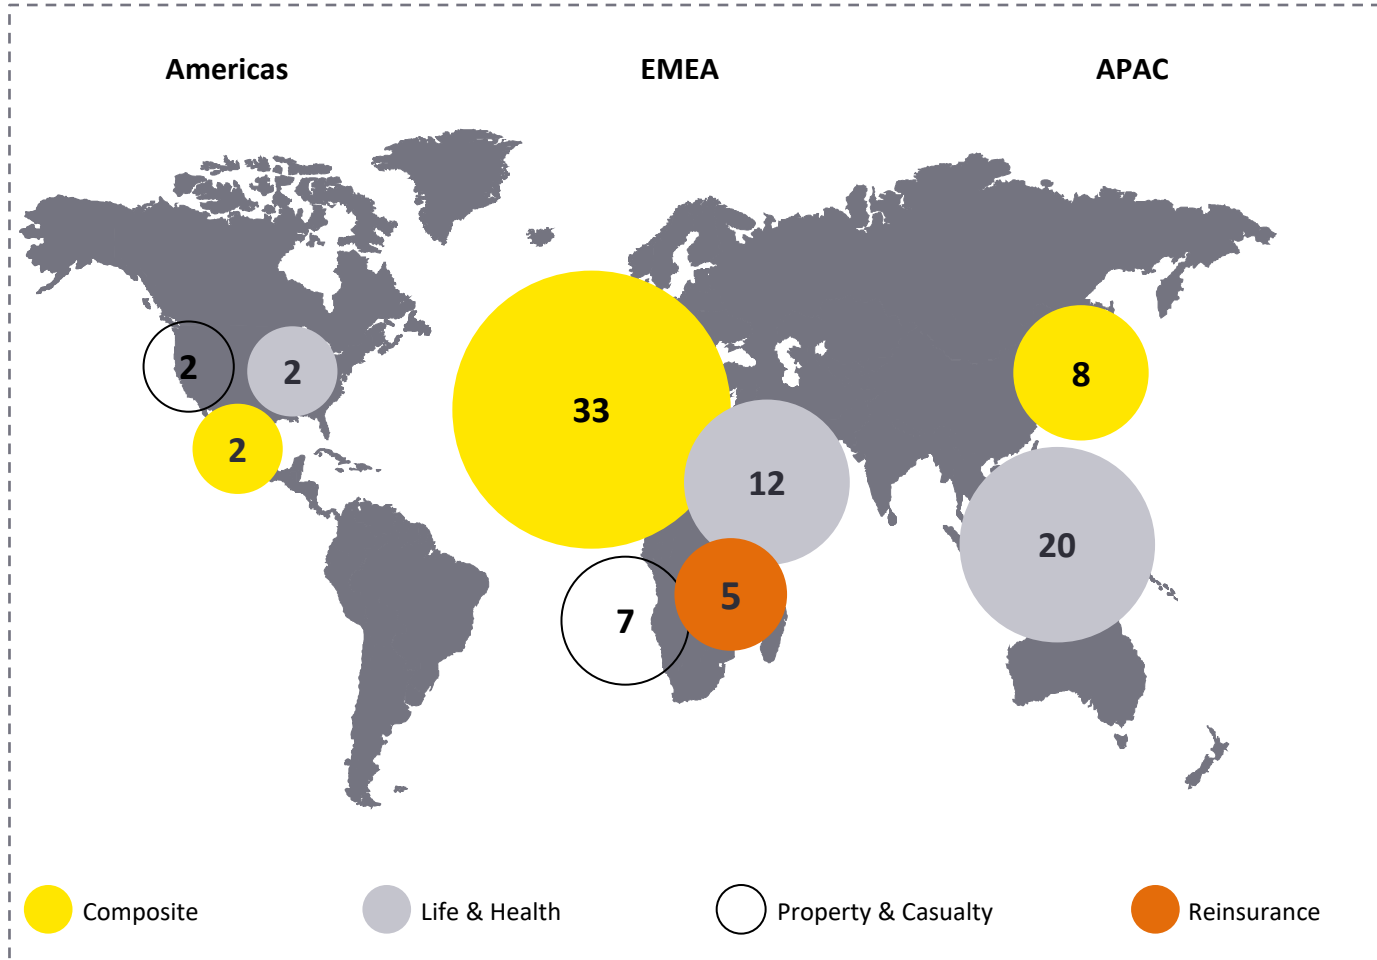 Americas EMEA APAC
2 2 33 8
2 12
20
7 5
Composite Life & Health Property & Casualty Reinsurance